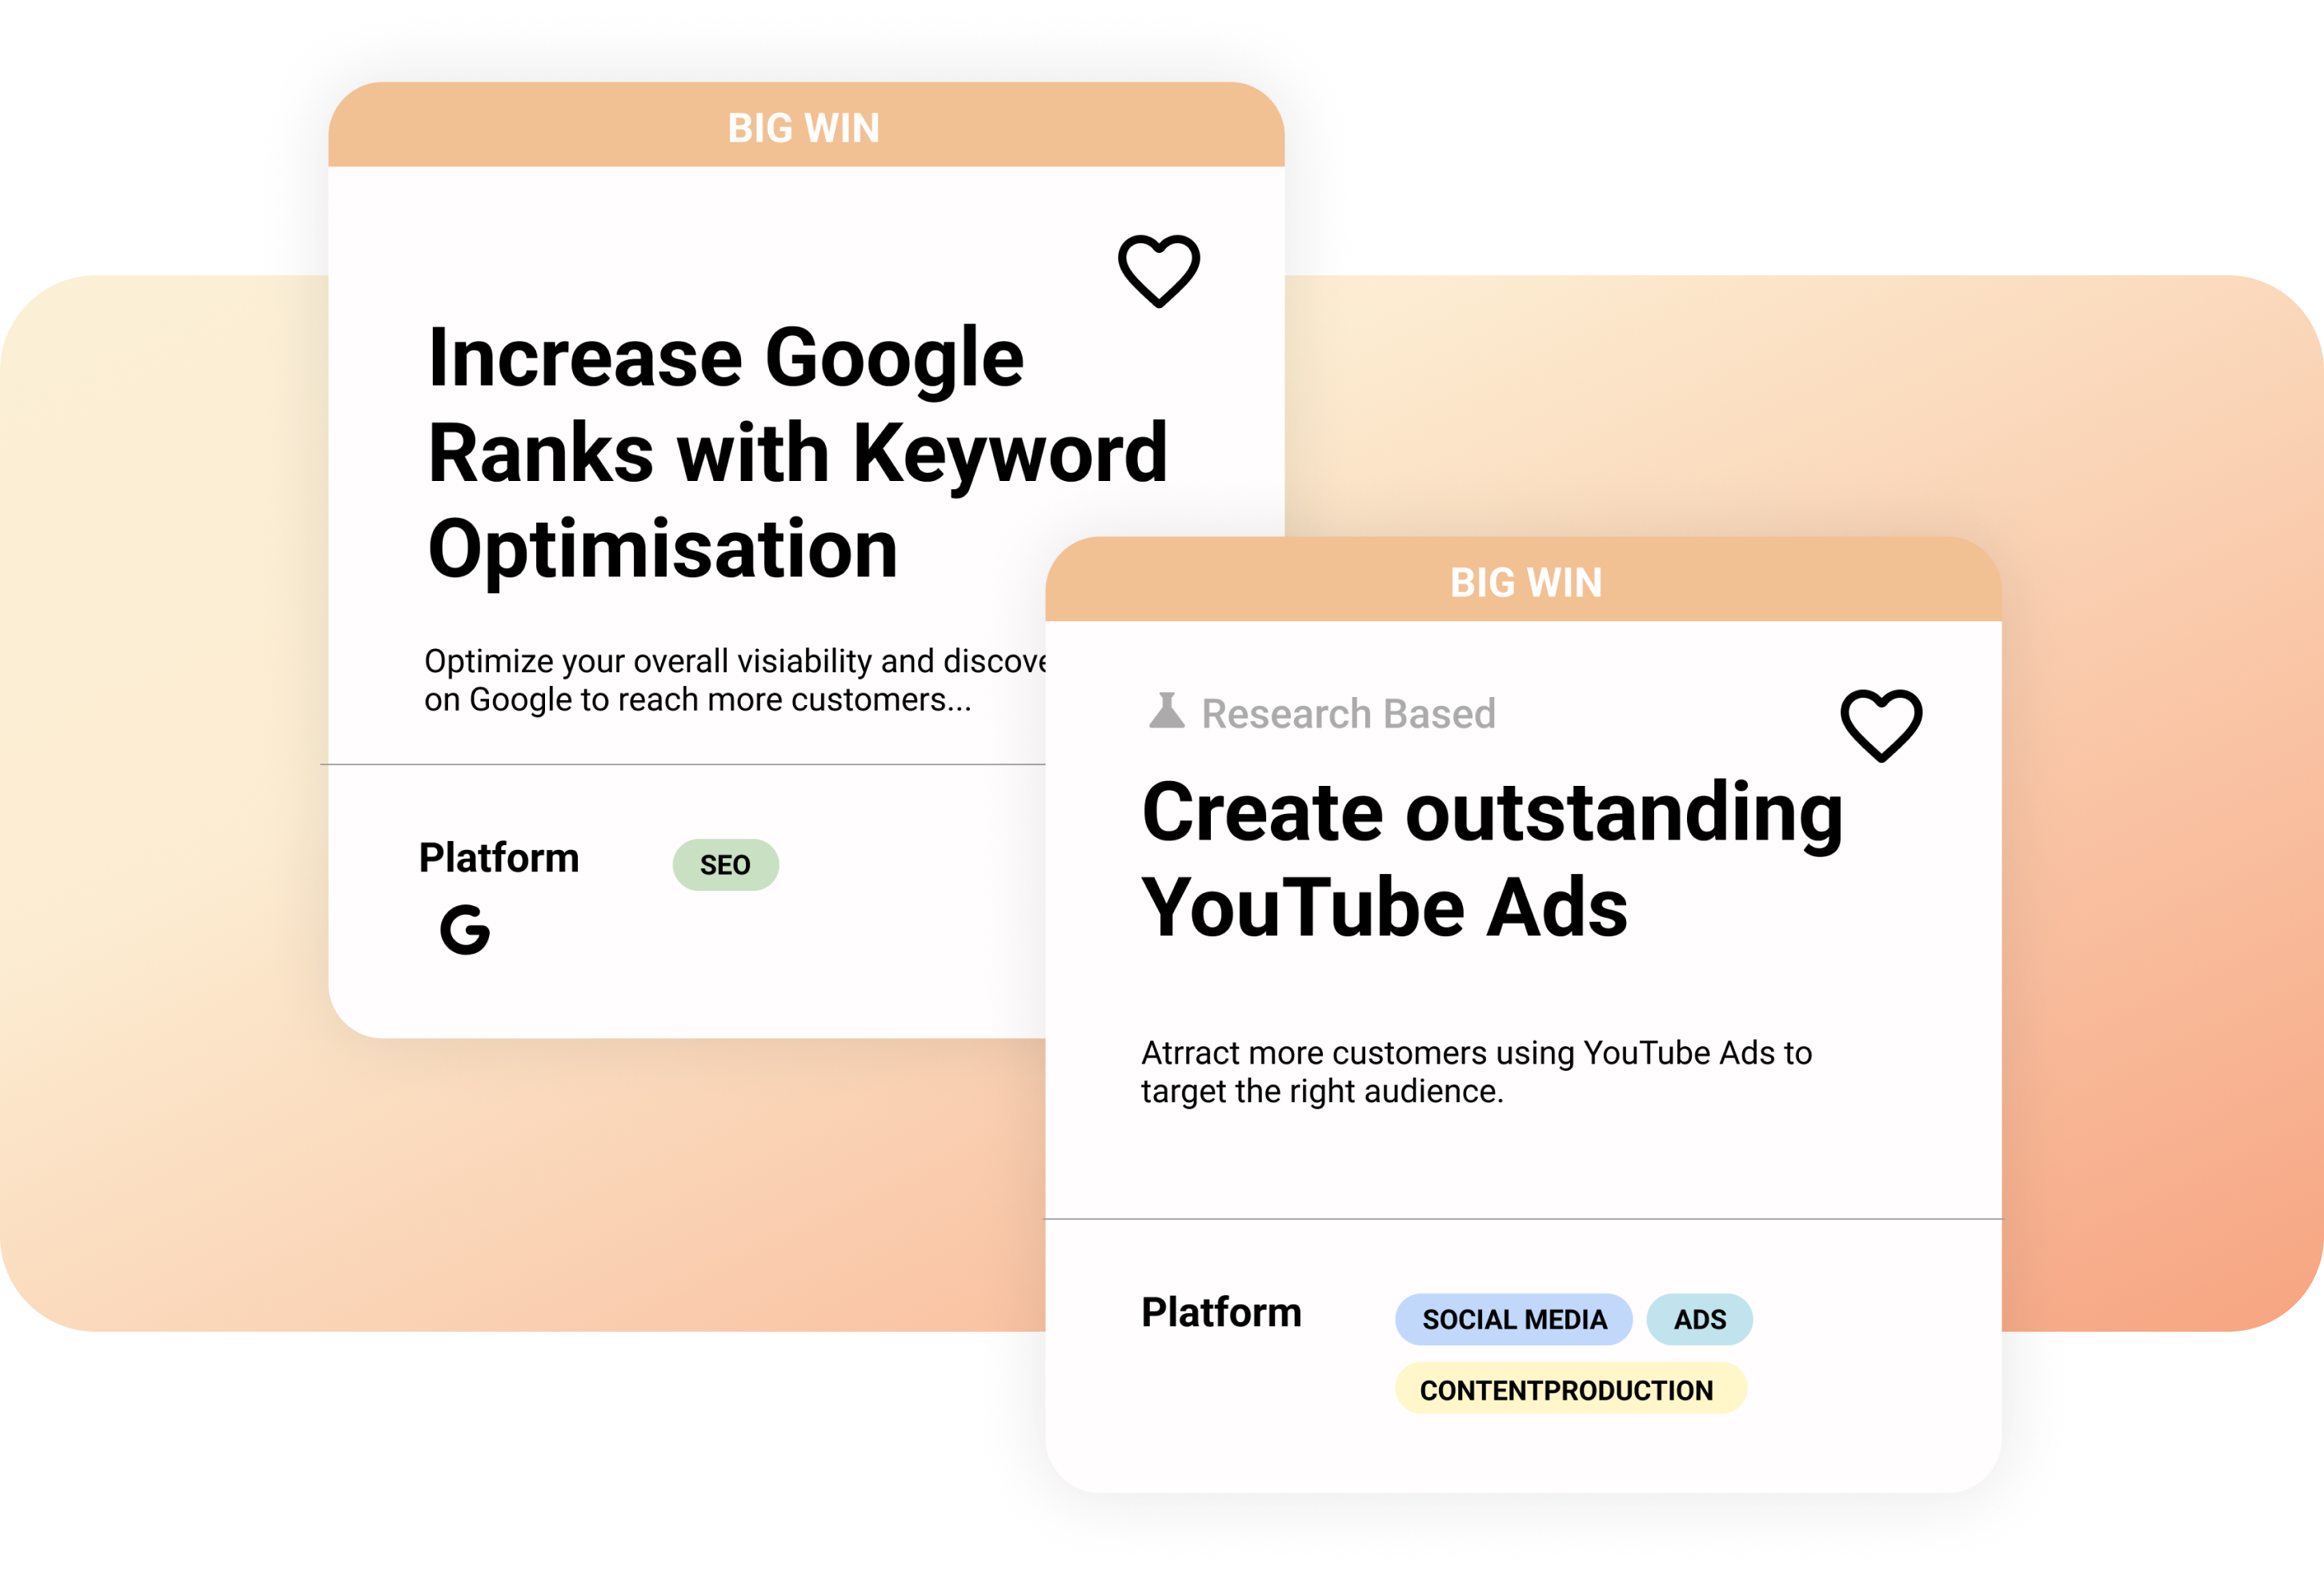 BIG WIN
Increase Google
Ranks with Keyword
Optimisation
Optimize your overall visiability and
on Google to reach more customers...
Platform
SEO
BIG WIN
Research Based
Create outstanding
YouTube Ads
Atrract more customers using YouTube Ads to
target the right audience.
Platform
SOCIAL MEDIA
ADS
CONTENTPRODUCTION